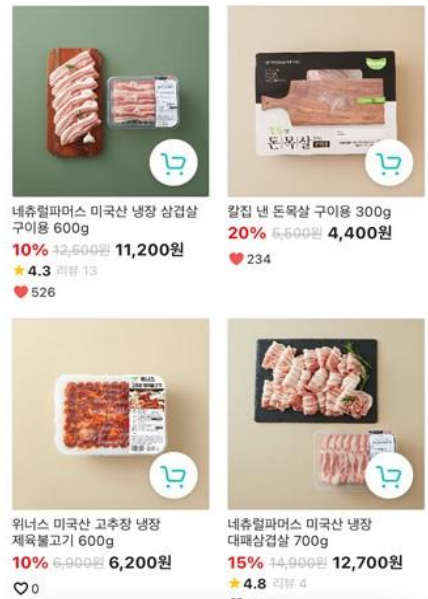 돈목살
네츄럴파머스 미국산 냉장 삼겹살
구이용 600g
10% 12,500원 11,200원
4.3 리뷰 13
526
칼집 낸 돈목살 구이용 300g
20% 5,500원 4,400원
234
위너스
위너스 미국산 고추장 냉장
제육불고기 600g
10% 6,900원 6,200원
0
네츄럴파머스 미국산 냉장
대패삼겹살 700g
15% 14,900원 12,700원
4.8 리뷰 4